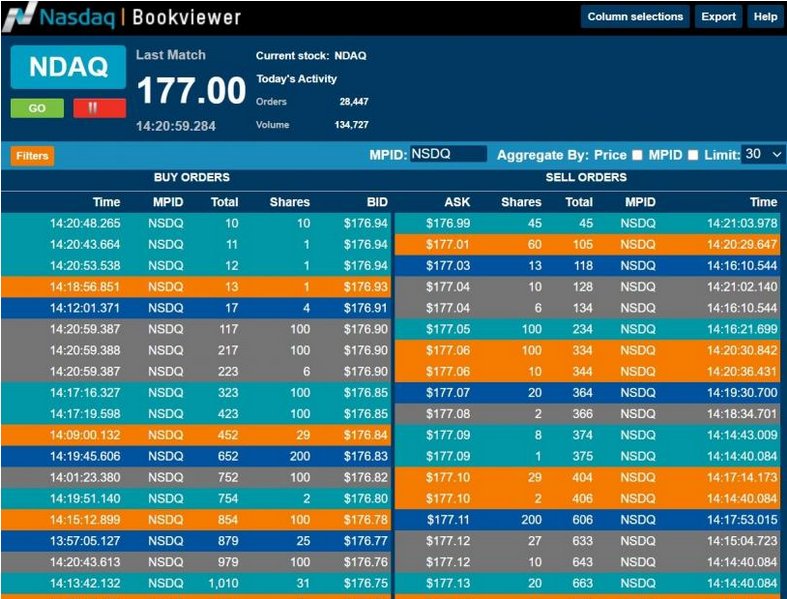 Nasdaq | Bookviewer
Column selections Export Help
NDAQ
GO
Last Match
177.00
14:20:59.284
Current stock: NDAQ
Today's Activity
Orders 28,447
Volume 134,727
Filters MPID: NSDQ Aggregate By: Price MPID Limit: 30
BUY ORDERS SELL ORDERS
Time MPID Total Shares BID ASK Shares Total MPID Time
14:20:48.265 NSDQ 10 10 $176.94 $176.99 45 45 NSDQ 14:21:03.978
14:20:43.664 NSDQ 11 1 $176.94 $177.01 60 105 NSDQ 14:20:29.647
14:20:53.538 NSDQ 12 1 $176.94 $177.03 13 118 NSDQ 14:16:10.544
14:18:56.851 NSDQ 13 1 $176.93 $177.04 10 128 NSDQ 14:21:02.140
14:12:01.371 NSDQ 17 4 $176.91 $177.04 6 134 NSDQ 14:16:10.544
14:20:59.387 NSDQ 117 100 $176.90 $177.05 100 234 NSDQ 14:16:21.699
14:20:59.388 NSDQ 217 100 $176.90 $177.06 100 334 NSDQ 14:20:30.842
14:20:59.387 NSDQ 223 6 $176.90 $177.06 10 344 NSDQ 14:20:36.431
14:17:16.327 NSDQ 323 100 $176.85 $177.07 20 364 NSDQ 14:19:30.700
14:17:19.598 NSDQ 423 100 $176.85 $177.08 2 366 NSDQ 14:18:34.701
14:09:00.132 NSDQ 452 29 $176.84 $177.09 8 374 NSDQ 14:14:43.009
14:19:45.606 NSDQ 652 200 $176.83 $177.09 1 375 NSDQ 14:14:40.084
14:01:23.380 NSDQ 752 100 $176.82 $177.10 29 404 NSDQ 14:17:14.173
14:19:51.140 NSDQ 754 2 $176.80 $177.10 2 406 NSDQ 14:14:40.084
14:15:12.899 NSDQ 854 100 $176.78 $177.11 200 606 NSDQ 14:17:53.015
13:57:05.127 NSDQ 879 25 $176.77 $177.12 27 633 NSDQ 14:15:04.723
14:20:43.613 NSDQ 979 100 $176.76 $177.12 10 643 NSDQ 14:14:40.084
14:13:42.132 NSDQ 1,010 31 $176.75 $177.13 20 663 NSDQ 14:14:40.084